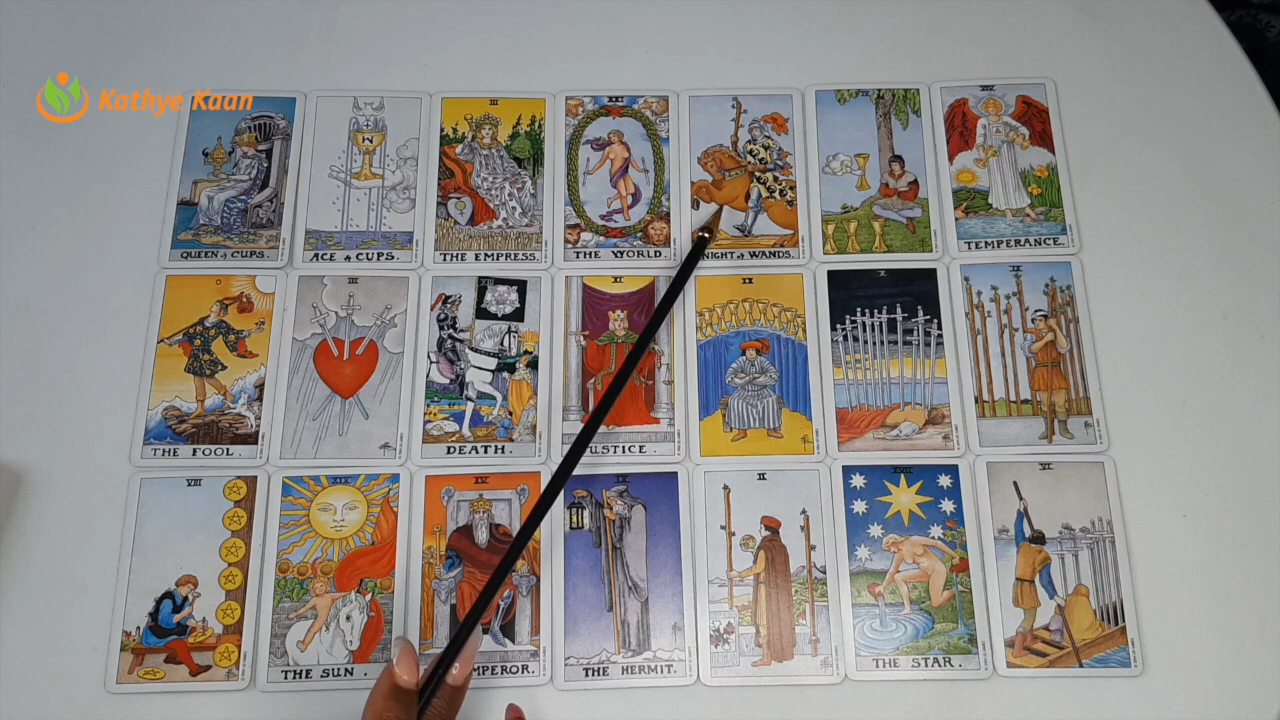 Kathye Kaan
QUEEN of CUPS.
ACE of CUPS.
III
THE EMPRESS.
XXI
THE WORLD.
NIGHT of WANDS.
IV
XIV
TEMPERANCE.
0
THE FOOL.
III
XIII
DEATH.
XI
USTICE.
IX
X
IX
VIII
XIX
THE SUN.
IV
MPEROR.
IX
THE HERMIT.
II
XVII
THE STAR.
VI